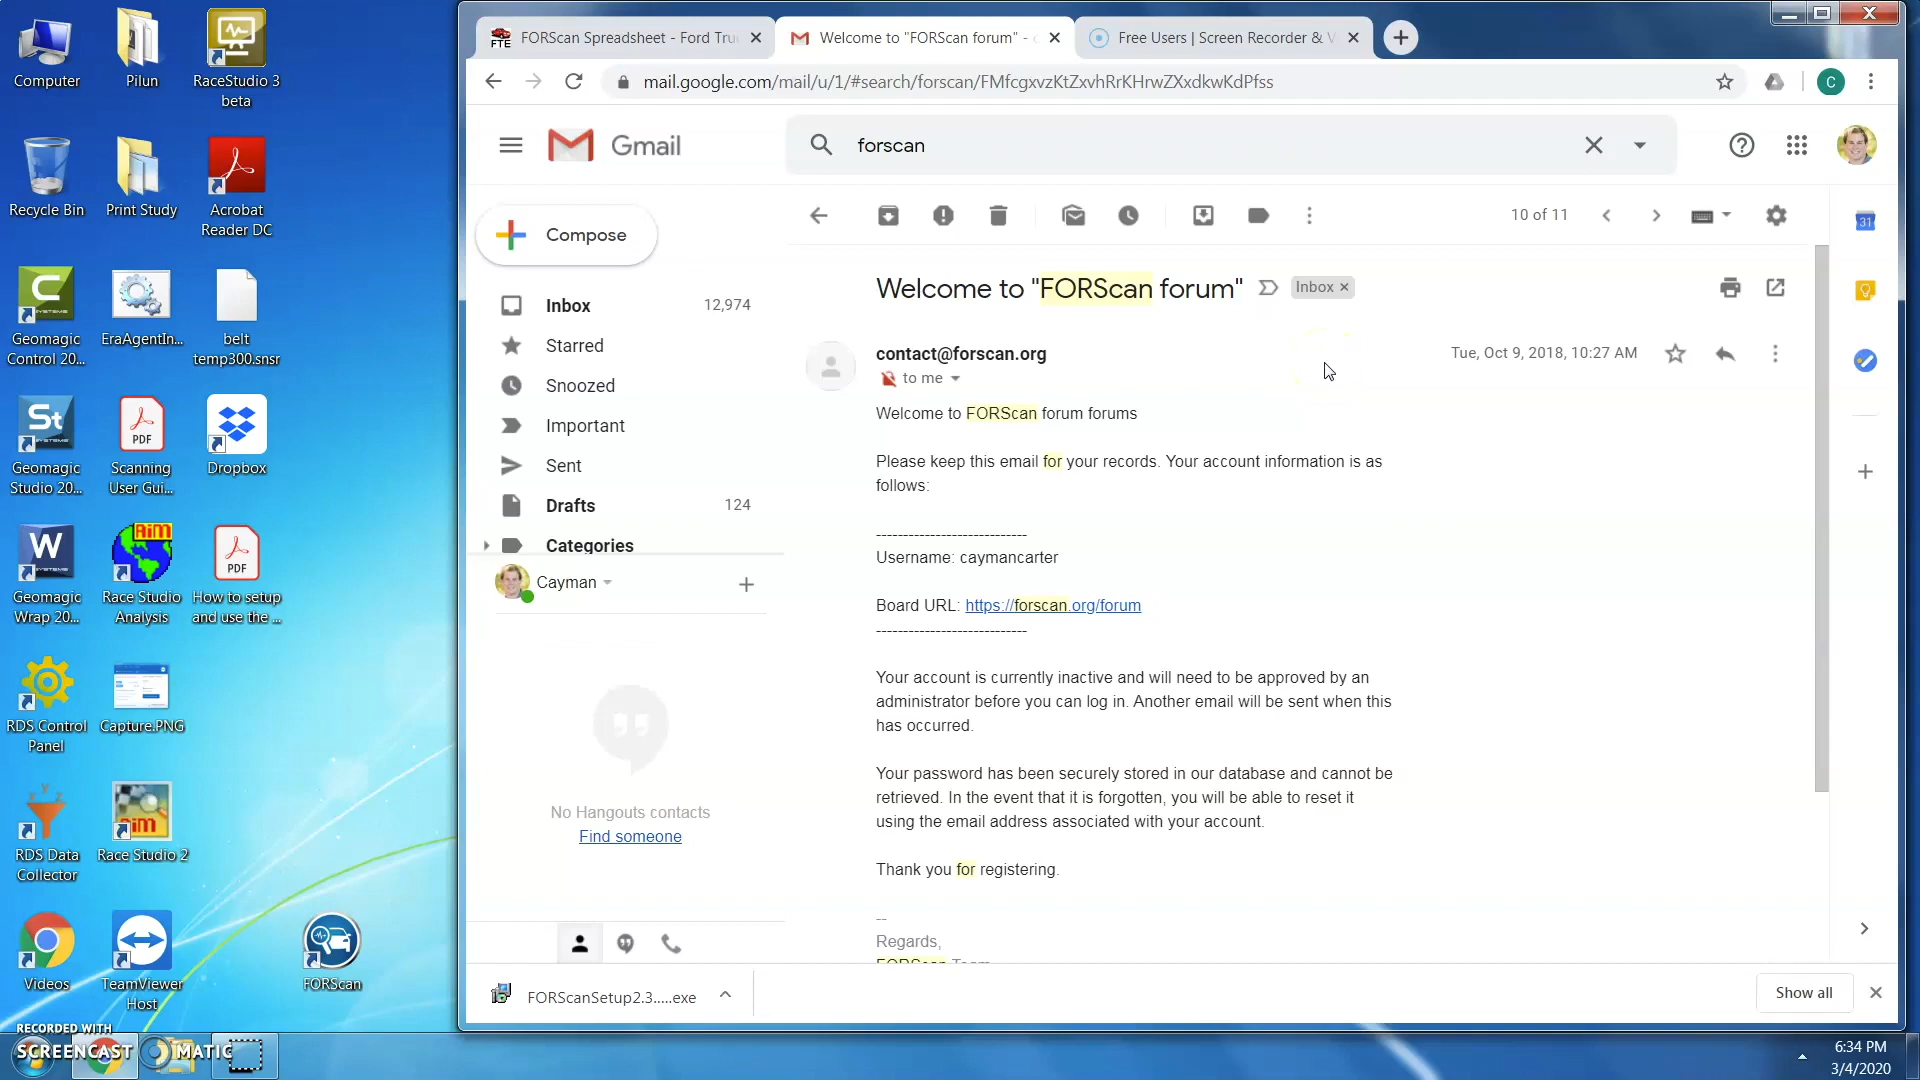 Computer
Pilun
RaceStudio 3
beta
Recycle Bin
Print Study
Acrobat
Reader DC
Geomagic
Control 20...
EraAgentIn...
belt
temp300.snsr
Geomagic
Studio 20...
Scanning
User Gui...
Dropbox
Geomagic
Wrap 20...
Race Studio
Analysis
How to setup
and use the ...
RDS Control
Panel
Capture.PNG
RDS Data
Collector
Race Studio 2
Videos
TeamViewer
Host
FORScan
RECORDED WITH
SCREENCAST MATIC
FTE
FORScan Spreadsheet - Ford Tru
Welcome to "FORScan forum" -
Free Users | Screen Recorder & V
mail.google.com/mail/u/1/#search/forscan/FMfcgxvzKtZxvhRrKHrwZXxdkwKdPfss
C
Gmail
forscan
Compose
10 of 11
Inbox 12,974
Starred
Snoozed
Important
Sent
Drafts 124
Categories
Cayman
No Hangouts contacts
Find someone
Welcome to "FORScan forum"
Inbox ×
contact@forscan.org
Tue, Oct 9, 2018, 10:27 AM
to me
Welcome to FORScan forum forums
Please keep this email for your records. Your account information is as
follows:
----------------------------
Username: caymancarter
Board URL: https://forscan.org/forum
----------------------------
Your account is currently inactive and will need to be approved by an
administrator before you can log in. Another email will be sent when this
has occurred.
Your password has been securely stored in our database and cannot be
retrieved. In the event that it is forgotten, you will be able to reset it
using the email address associated with your account.
Thank you for registering.
--
Regards,
FORScan Team
31
FORScanSetup2.3.....exe
Show all
6:34 PM
3/4/2020